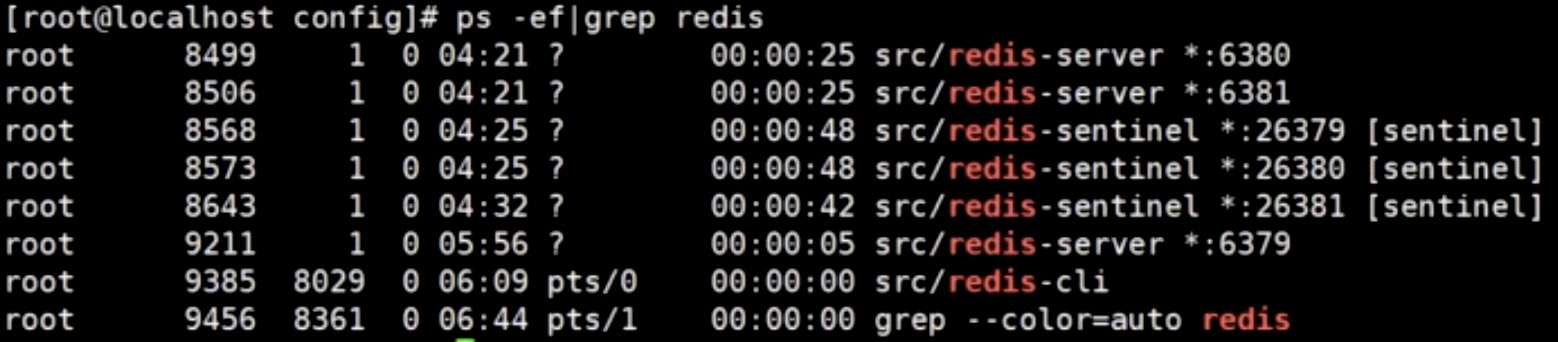 [root@localhost config]# ps -ef|grep redis
root      8499     1  0 04:21 ?        00:00:25 src/redis-server *:6380
root      8506     1  0 04:21 ?        00:00:25 src/redis-server *:6381
root      8568     1  0 04:25 ?        00:00:48 src/redis-sentinel *:26379 [sentinel]
root      8573     1  0 04:25 ?        00:00:48 src/redis-sentinel *:26380 [sentinel]
root      8643     1  0 04:32 ?        00:00:42 src/redis-sentinel *:26381 [sentinel]
root      9211     1  0 05:56 ?        00:00:05 src/redis-server *:6379
root      9385  8029  0 06:09 pts/0    00:00:00 src/redis-cli
root      9456  8361  0 06:44 pts/1    00:00:00 grep --color=auto redis